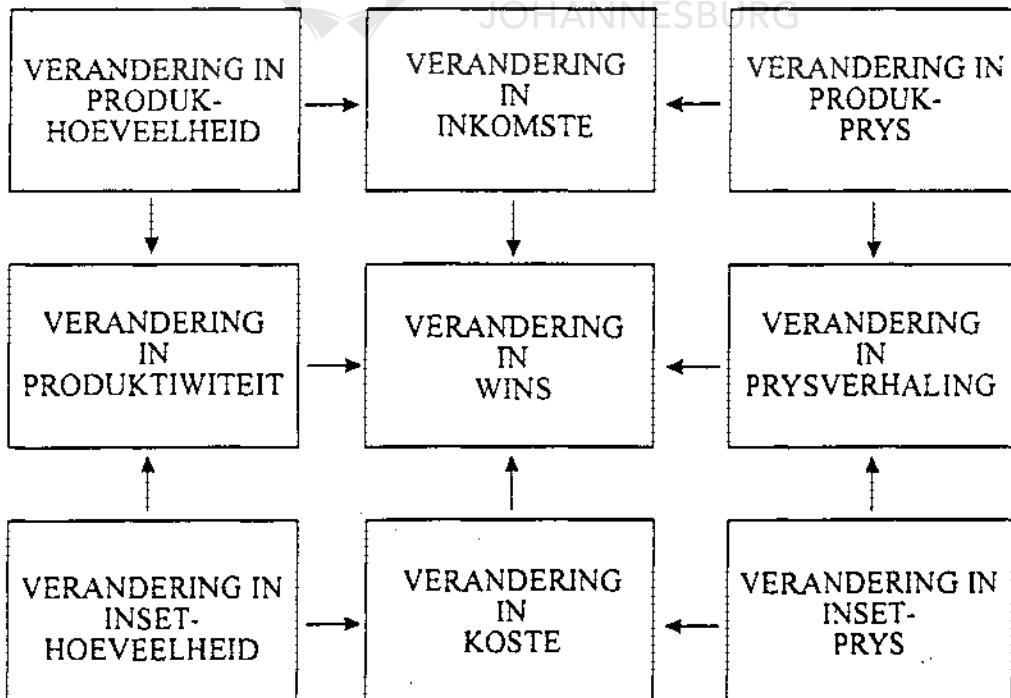 JOHANNESBURG
VERANDERING IN
PRODUK-
HOEVEELHEID
VERANDERING
IN
INKOMSTE
VERANDERING IN
PRODUK-
PRYS
VERANDERING
IN
PRODUKTIWITEIT
VERANDERING
IN
WINS
VERANDERING
IN
PRYSVERHALING
VERANDERING IN
INSET-
HOEVEELHEID
VERANDERING
IN
KOSTE
VERANDERING IN
INSET-
PRYS